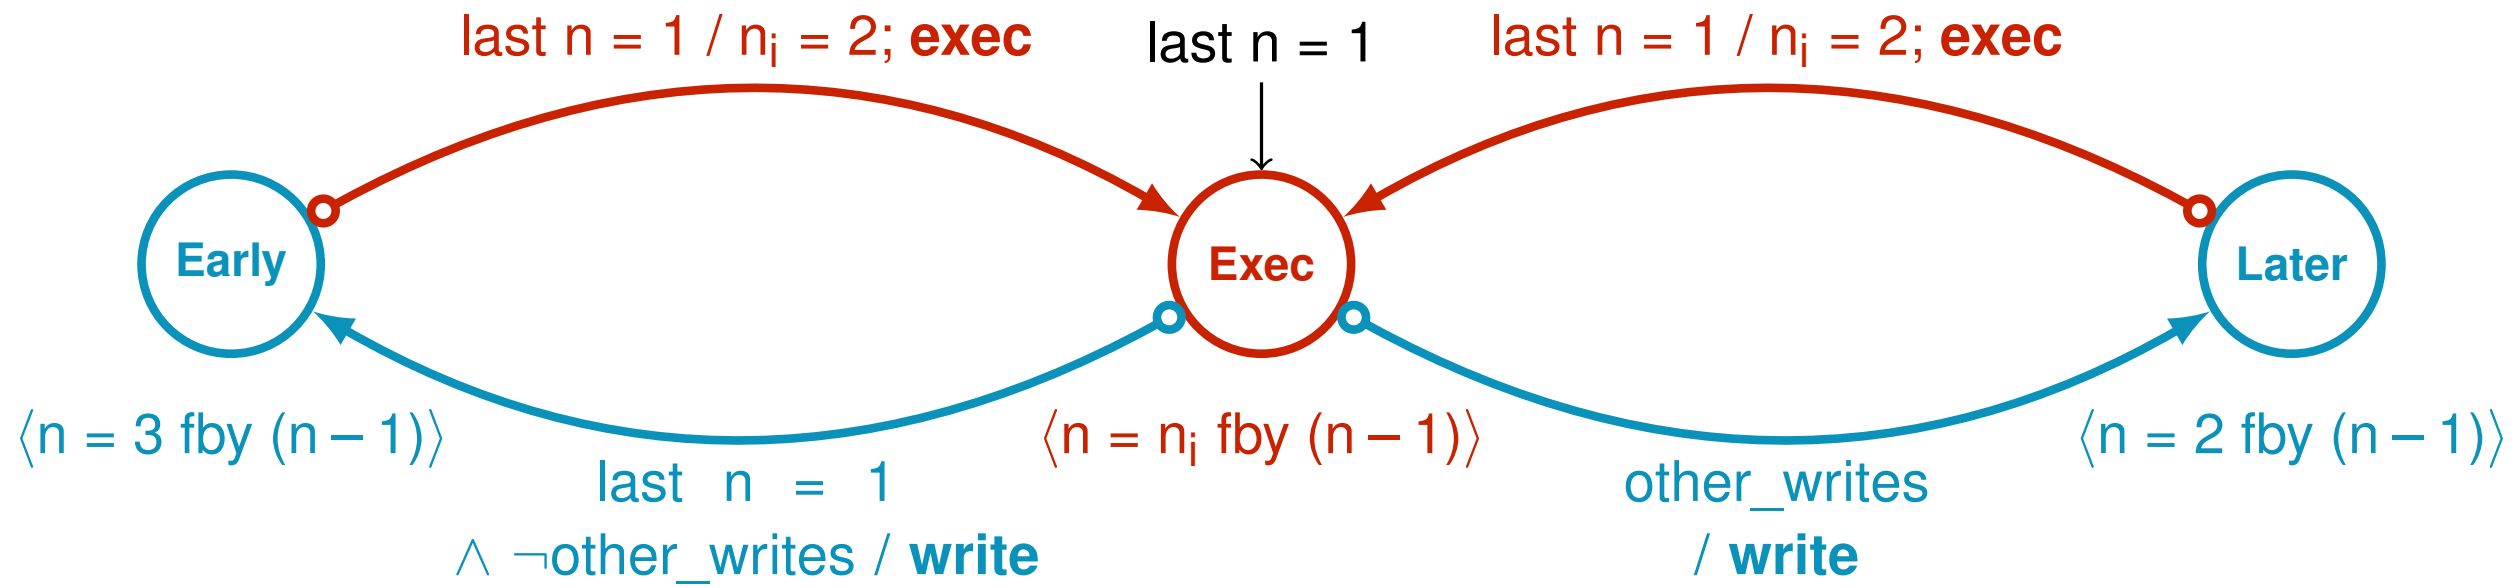 last n = 1 / nᵢ = 2; exec
last n = 1
last n = 1 / nᵢ = 2; exec
Early
Exec
Later
⟨n = 3 fby (n − 1)⟩
⟨n = nᵢ fby (n − 1)⟩
⟨n = 2 fby (n − 1)⟩
last n = 1
∧ ¬other_writes / write
other_writes
/ write